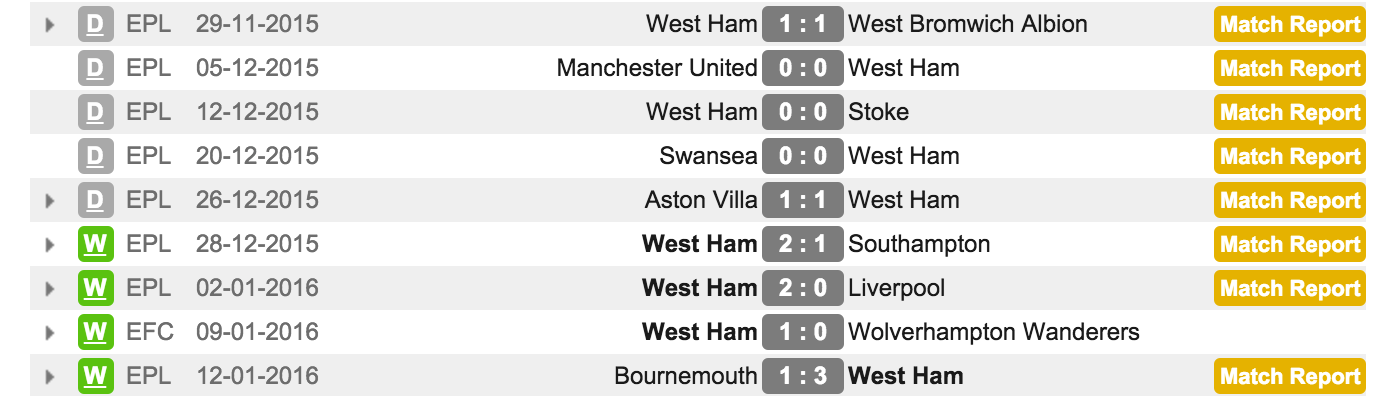 D EPL 29-11-2015 West Ham 1 : 1 West Bromwich Albion Match Report
D EPL 05-12-2015 Manchester United 0 : 0 West Ham Match Report
D EPL 12-12-2015 West Ham 0 : 0 Stoke Match Report
D EPL 20-12-2015 Swansea 0 : 0 West Ham Match Report
D EPL 26-12-2015 Aston Villa 1 : 1 West Ham Match Report
W EPL 28-12-2015 West Ham 2 : 1 Southampton Match Report
W EPL 02-01-2016 West Ham 2 : 0 Liverpool Match Report
W EFC 09-01-2016 West Ham 1 : 0 Wolverhampton Wanderers
W EPL 12-01-2016 Bournemouth 1 : 3 West Ham Match Report